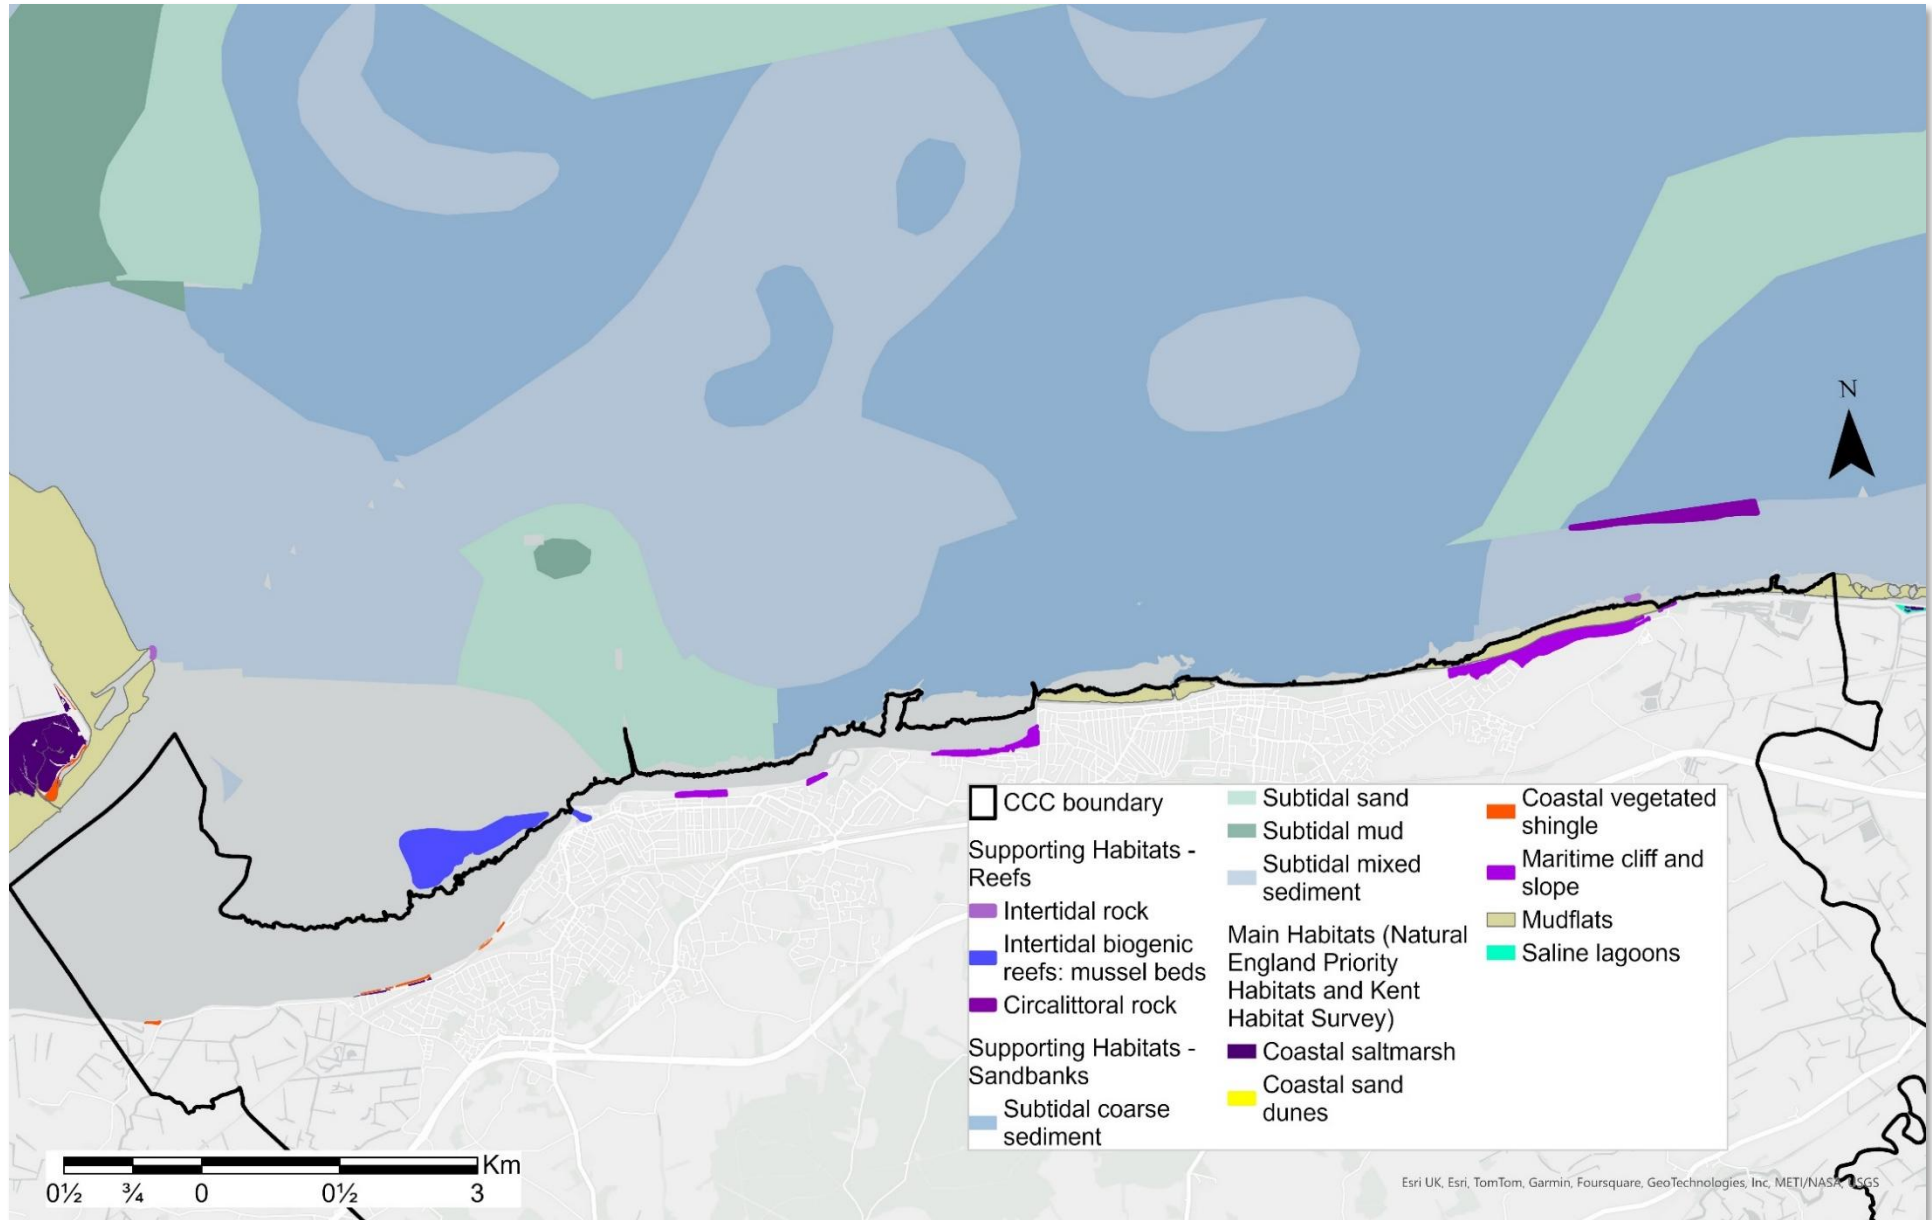 N
CCC boundary
Supporting Habitats -
Reefs
Intertidal rock
Intertidal biogenic
reefs: mussel beds
Circalittoral rock
Supporting Habitats -
Sandbanks
Subtidal coarse
sediment
Subtidal sand
Subtidal mud
Subtidal mixed
sediment
Main Habitats (Natural
England Priority
Habitats and Kent
Habitat Survey)
Coastal saltmarsh
Coastal sand
dunes
Coastal vegetated
shingle
Maritime cliff and
slope
Mudflats
Saline lagoons
Km
0½ ¾ 0 0½ 3
Esri UK, Esri, TomTom, Garmin, Foursquare, GeoTechnologies, Inc, METI/NASA, USGS